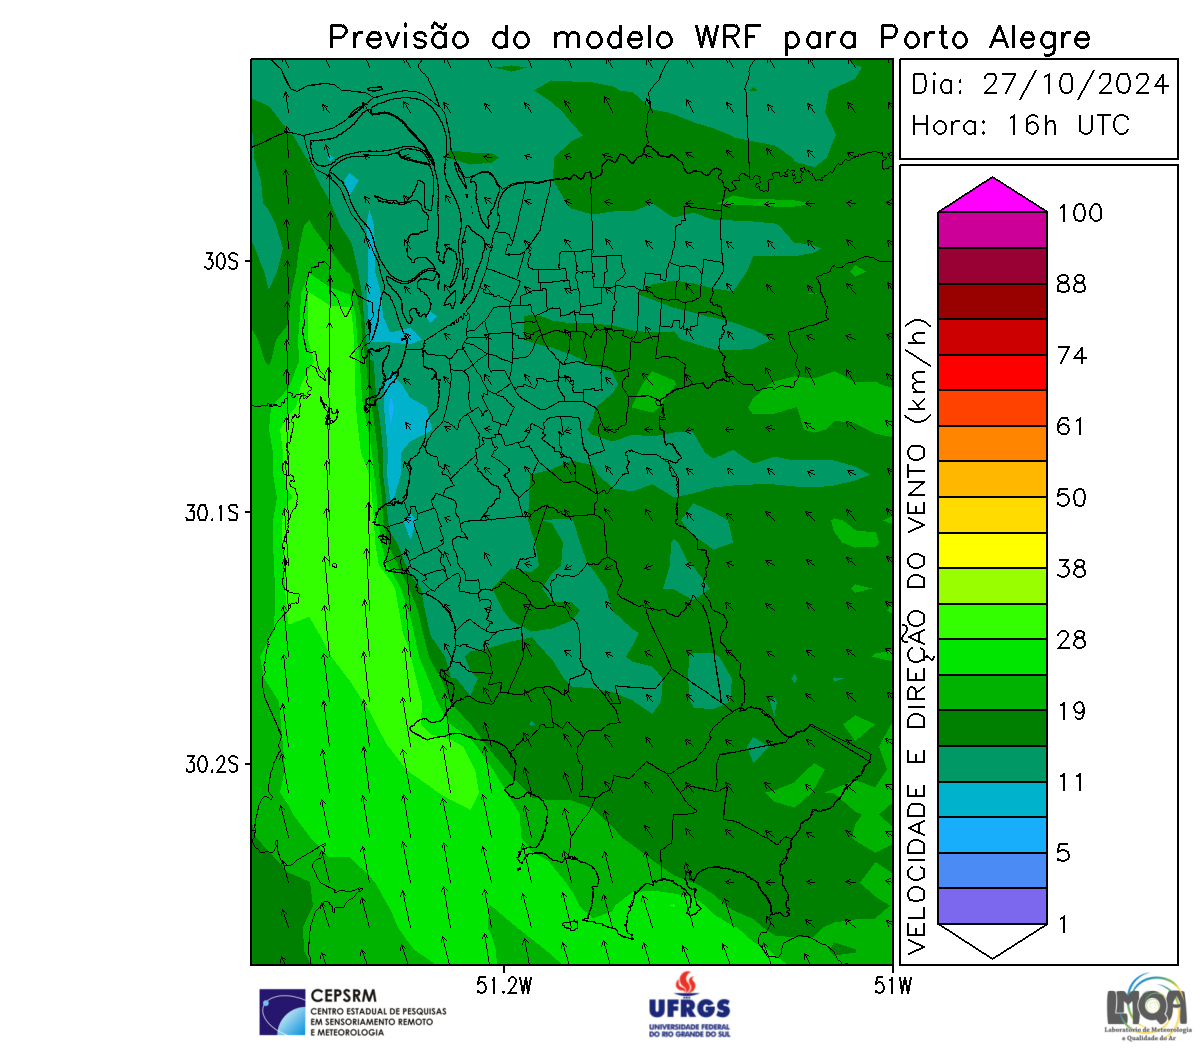 Previsão do modelo WRF para Porto Alegre
Dia: 27/10/2024
Hora: 16h UTC
30S
30.1S
30.2S
51.2W
51W
VELOCIDADE E DIREÇÃO DO VENTO (km/h)
100
88
74
61
50
38
28
19
11
5
1
CEPSRM
CENTRO ESTADUAL DE PESQUISAS
EM SENSORIAMENTO REMOTO
E METEOROLOGIA
UFRGS
UNIVERSIDADE FEDERAL
DO RIO GRANDE DO SUL
LMQA
Laboratório de Meteorologia
e Qualidade do Ar